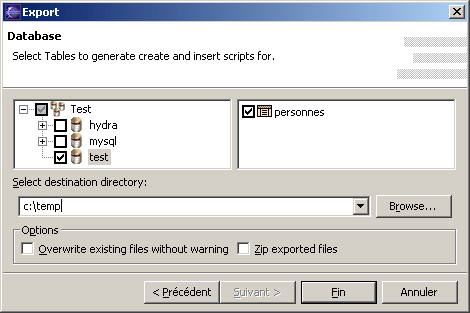 Export
Database
Select Tables to generate create and insert scripts for.
Test
hydra
mysql
test
personnes
Select destination directory:
c:\temp
Browse...
Options
Overwrite existing files without warning
Zip exported files
< Précédent
Suivant >
Fin
Annuler